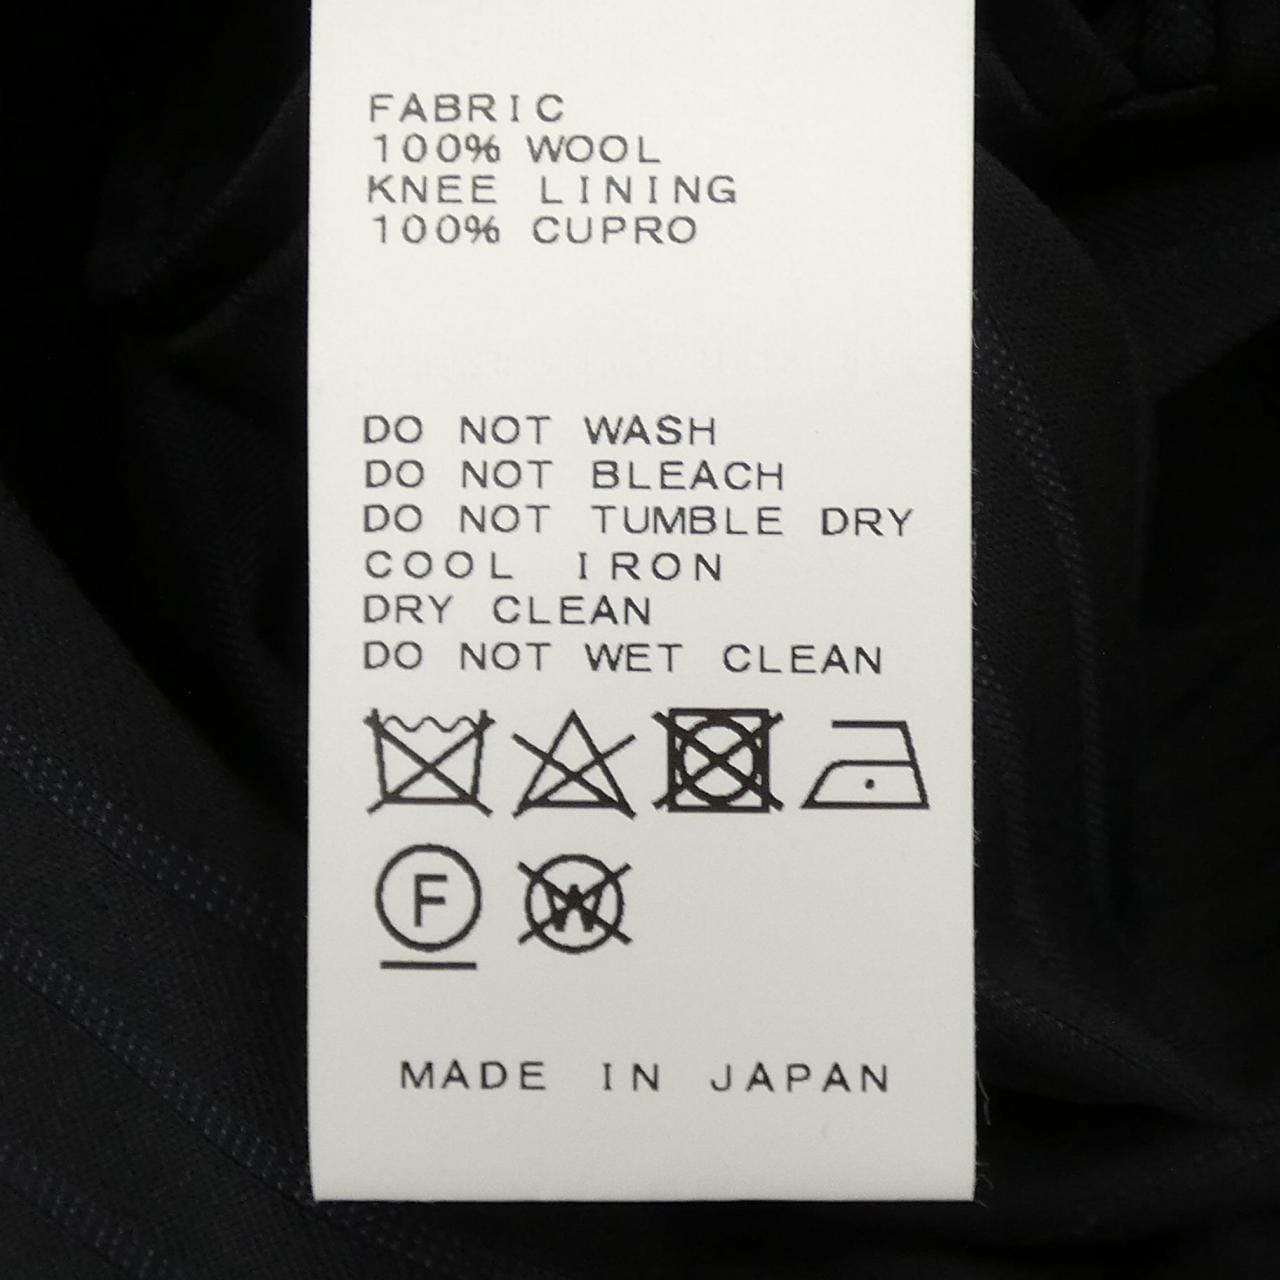 FABRIC
100% WOOL
KNEE LINING
100% CUPRO
DO NOT WASH
DO NOT BLEACH
DO NOT TUMBLE DRY
COOL IRON
DRY CLEAN
DO NOT WET CLEAN
F W
MADE IN JAPAN